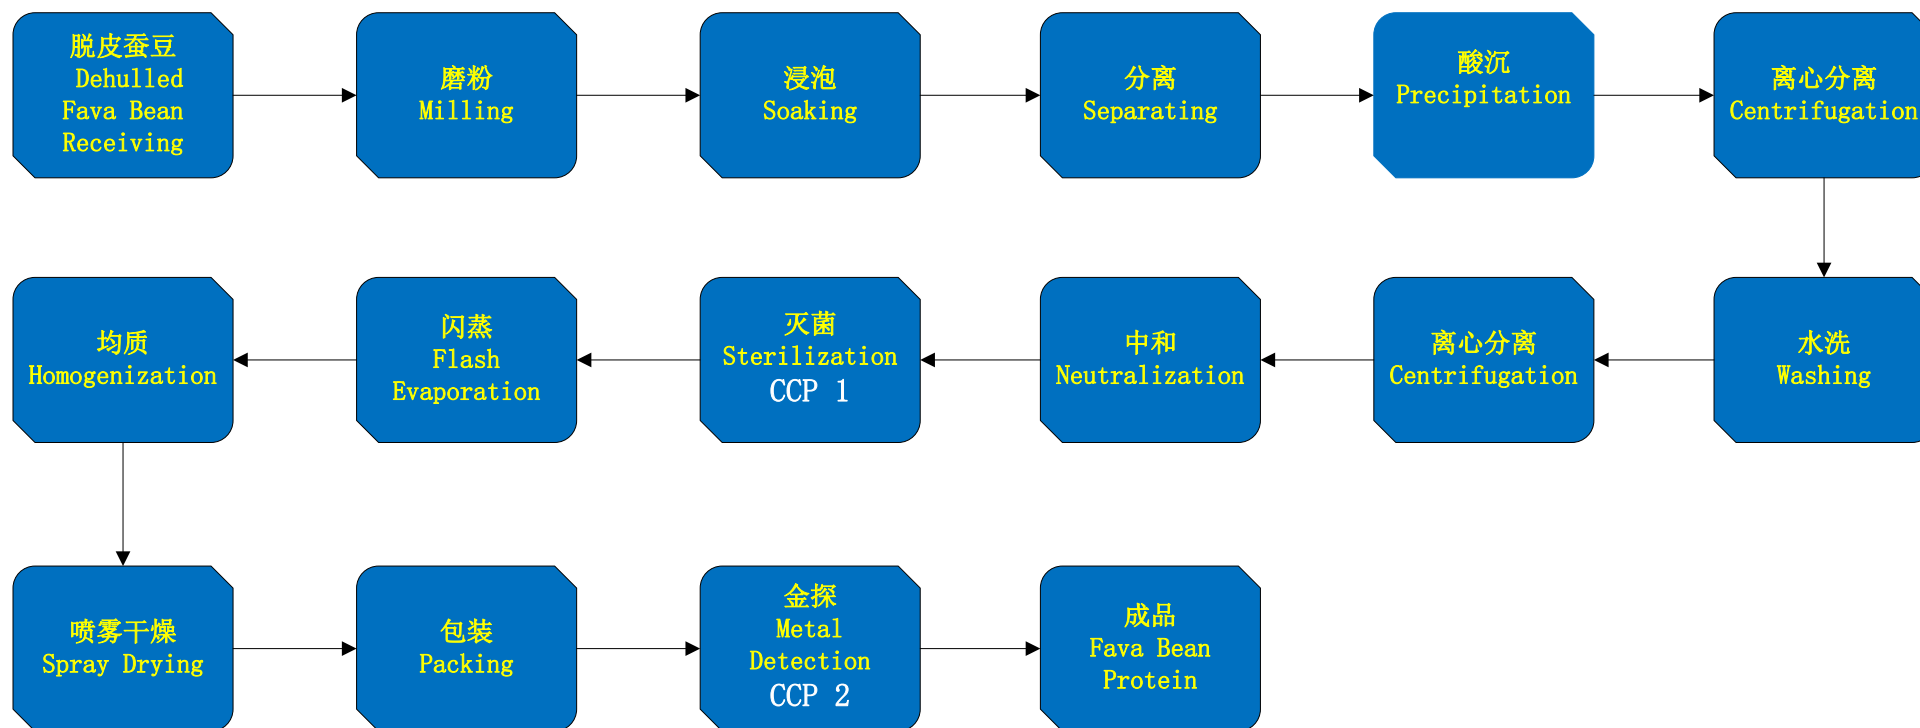 脱皮蚕豆
Dehulled
Fava Bean
Receiving
磨粉
Milling
浸泡
Soaking
分离
Separating
酸沉
Precipitation
离心分离
Centrifugation
水洗
Washing
离心分离
Centrifugation
中和
Neutralization
灭菌
Sterilization
CCP 1
闪蒸
Flash
Evaporation
均质
Homogenization
喷雾干燥
Spray Drying
包装
Packing
金探
Metal
Detection
CCP 2
成品
Fava Bean
Protein